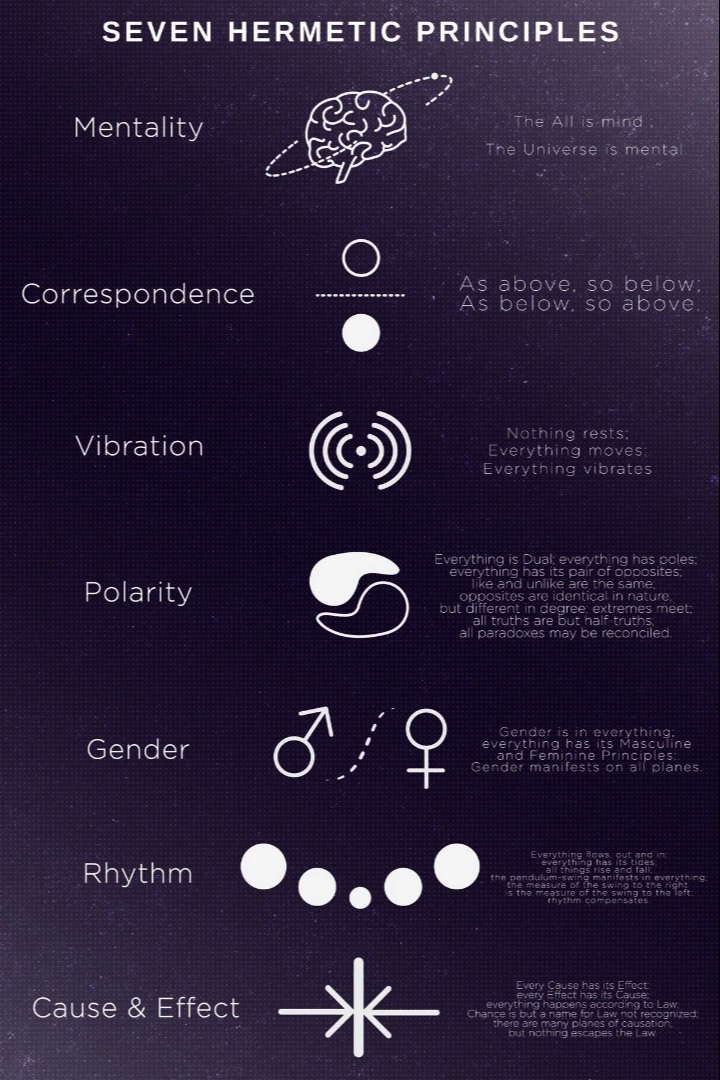 SEVEN HERMETIC PRINCIPLES
Mentality
The All is mind ;
The Universe is mental.
Correspondence
As above, so below;
As below, so above.
Vibration
Nothing rests;
Everything moves;
Everything vibrates
Polarity
Everything is Dual; everything has poles;
everything has its pair of opposites;
like and unlike are the same;
opposites are identical in nature,
but different in degree; extremes meet;
all truths are but half-truths;
all paradoxes may be reconciled.
Gender
Gender is in everything;
everything has its Masculine
and Feminine Principles;
Gender manifests on all planes.
Rhythm
Everything flows, out and in;
everything has its tides;
all things rise and fall;
the pendulum-swing manifests in everything;
the measure of the swing to the right
is the measure of the swing to the left;
rhythm compensates
Cause & Effect
Every Cause has its Effect;
every Effect has its Cause;
everything happens according to Law;
Chance is but a name for Law not recognized;
there are many planes of causation,
but nothing escapes the Law.